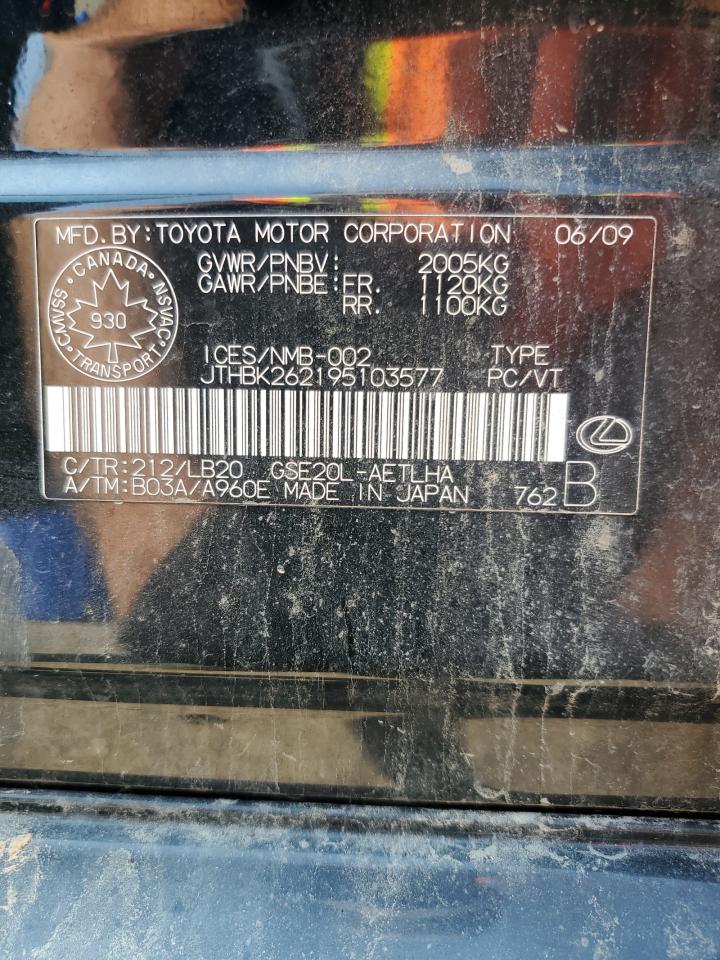 MFD.BY:TOYOTA MOTOR CORPORATION 06/09
GVWR/PNBV: 2005KG
GAWR/PNBE:FR. 1120KG
RR. 1100KG
CANADA
CMVSS NSVAC
930
TRANSPORT
ICES/NMB-002 TYPE
JTHBK262195103577 PC/VT
C/TR:212/LB20 GSE20L-AETLHA
A/TM:B03A/A960E MADE IN JAPAN 762 B